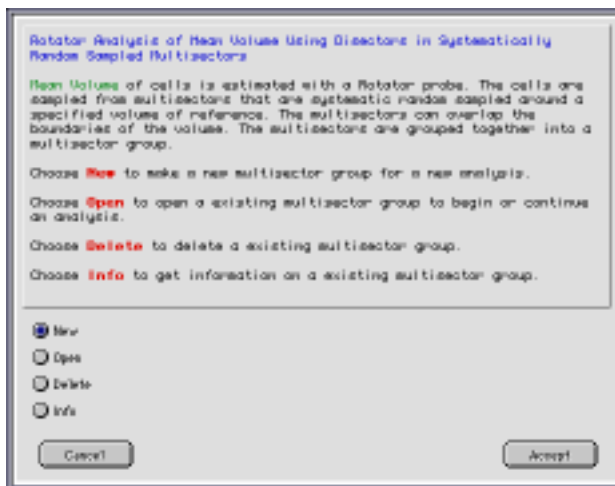 Rotator Analysis of Mean Volume Using Disectors in Systematically
Random Sampled Multisectors
Mean Volume of cells is estimated with a Rotator probe. The cells are
sampled from multisectors that are systematic random sampled around a
specified volume of reference. The multisectors can overlap the
boundaries of the volume. The multisectors are grouped together into a
multisector group.
Choose New to make a new multisector group for a new analysis.
Choose Open to open a existing multisector group to begin or continue
an analysis.
Choose Delete to delete a existing multisector group.
Choose Info to get information on a existing multisector group.
New
Open
Delete
Info
Cancel
Accept